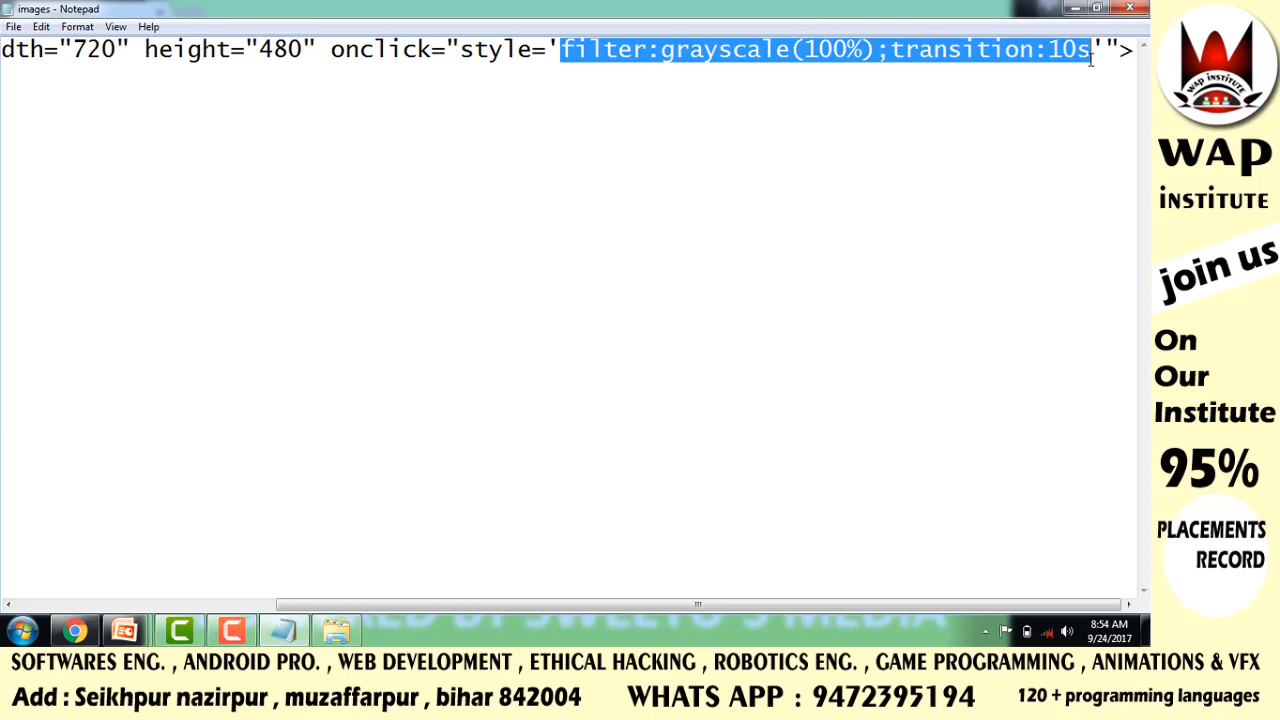 images - Notepad
File Edit Format View Help
dth="720" height="480" onclick="style='filter:grayscale(100%);transition:10s'">
WAP INSTITUTE
WAP
INSTITUTE
join us
On
Our
Institute
95%
PLACEMENTS
RECORD
8:54 AM
9/24/2017
SOFTWARES ENG. , ANDROID PRO. , WEB DEVELOPMENT , ETHICAL HACKING , ROBOTICS ENG. , GAME PROGRAMMING , ANIMATIONS & VFX
Add : Seikhpur nazirpur , muzaffarpur , bihar 842004 WHATS APP : 9472395194 120 + programming languages